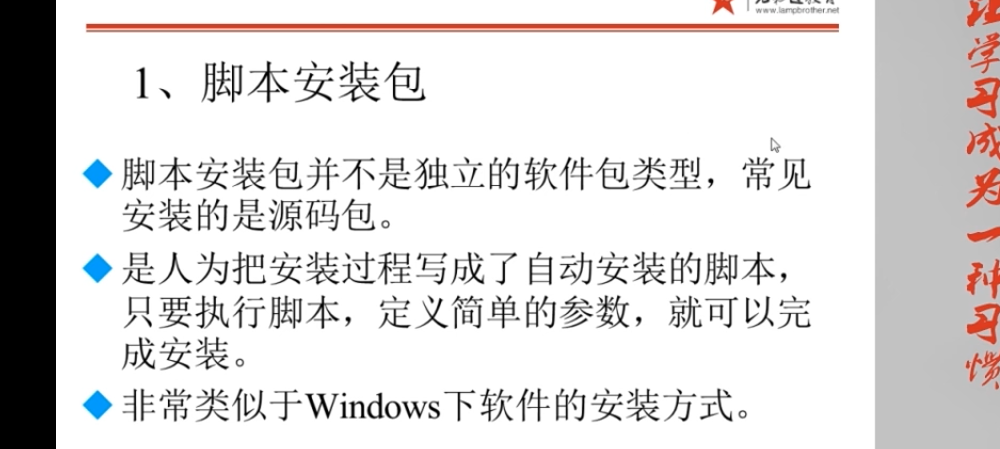 www.lampbrother.net
1、脚本安装包
脚本安装包并不是独立的软件包类型，常见
安装的是源码包。
是人为把安装过程写成了自动安装的脚本，
只要执行脚本，定义简单的参数，就可以完
成安装。
非常类似于Windows下软件的安装方式。
让学习成为一种习惯